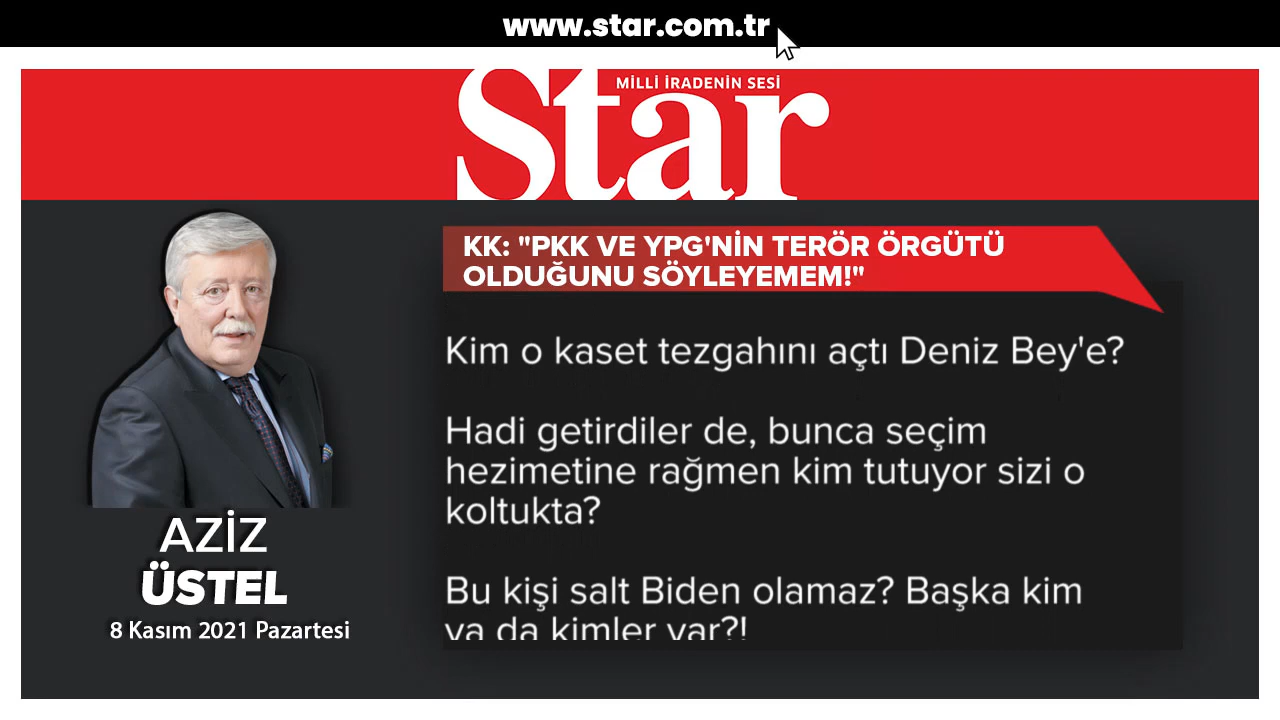 www.star.com.tr
MİLLİ İRADENİN SESİ
Star
KK: "PKK VE YPG'NİN TERÖR ÖRGÜTÜ
OLDUĞUNU SÖYLEYEMEM!"
Kim o kaset tezgahını açtı Deniz Bey'e?
Hadi getirdiler de, bunca seçim
hezimetine rağmen kim tutuyor sizi o
koltukta?
Bu kişi salt Biden olamaz? Başka kim
ya da kimler var?!
AZİZ
ÜSTEL
8 Kasım 2021 Pazartesi